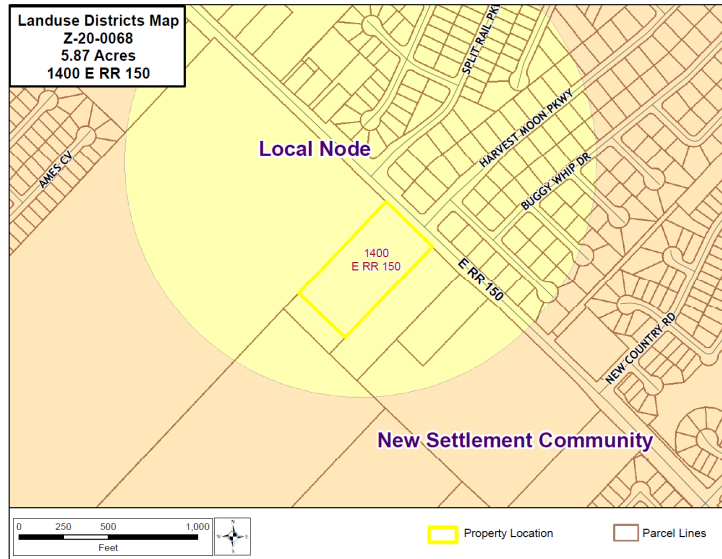 Landuse Districts Map
Z-20-0068
5.87 Acres
1400 E RR 150
SPLIT RAIL PKWY
Local Node
HARVEST MOON PKWY
AMES CV
BUGGY WHIP DR
1400
E RR 150
E RR 150
NEW COUNTRY RD
New Settlement Community
0 250 500 1,000
Feet
N
W E
S
Property Location
Parcel Lines